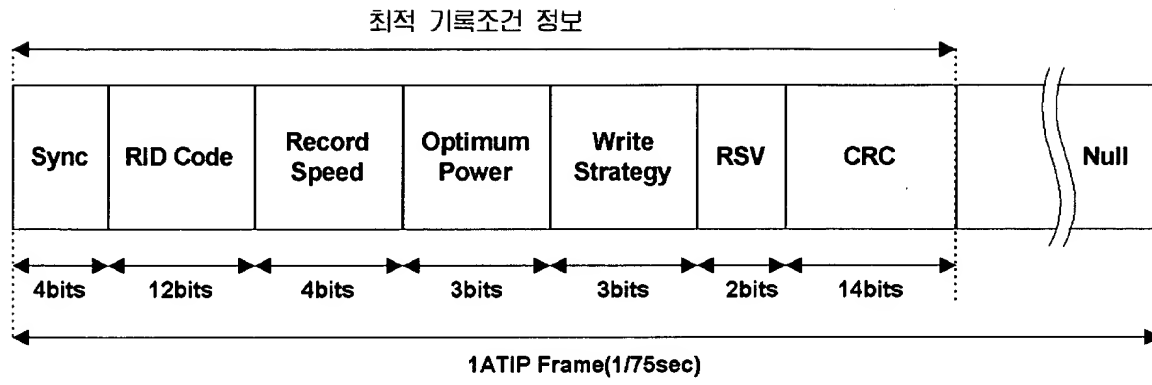 최적 기록조건 정보
Sync
RID Code
Record
Speed
Optimum
Power
Write
Strategy
RSV
CRC
Null
4bits
12bits
4bits
3bits
3bits
2bits
14bits
1ATIP Frame(1/75sec)